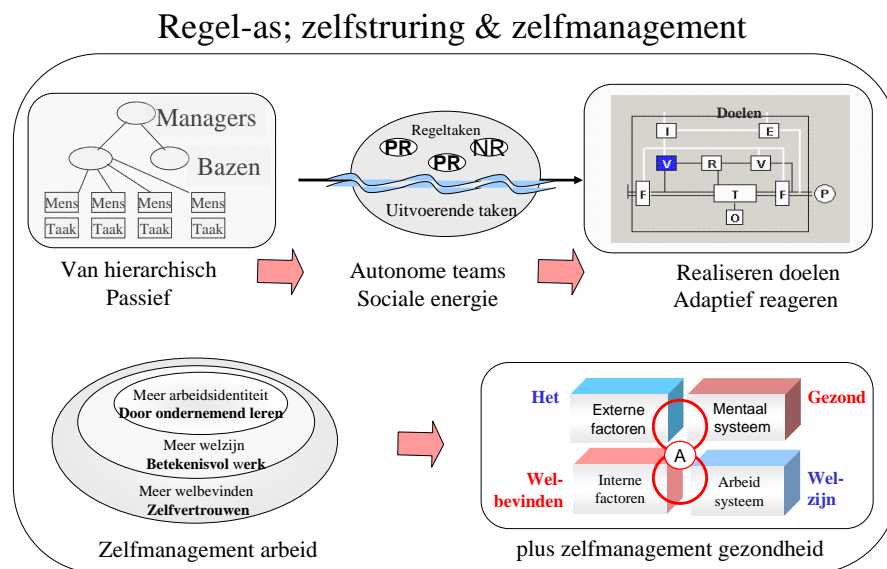 Regel-as; zelfstruring & zelfmanagement
Managers
Bazen
Mens Mens Mens Mens
Taak Taak Taak Taak
Van hierarchisch
Passief
Regeltaken
PR NR
PR
Uitvoerende taken
Autonome teams
Sociale energie
Doelen
I E
V R V
F T F P
O
Realiseren doelen
Adaptief reageren
Meer arbeidsidentiteit
Door ondernemend leren
Meer welzijn
Betekenisvol werk
Meer welbevinden
Zelfvertrouwen
Zelfmanagement arbeid
Het
Externe
factoren
Mentaal
systeem
Gezond
A
Wel-
bevinden
Interne
factoren
Arbeid
systeem
Wel-
zijn
plus zelfmanagement gezondheid